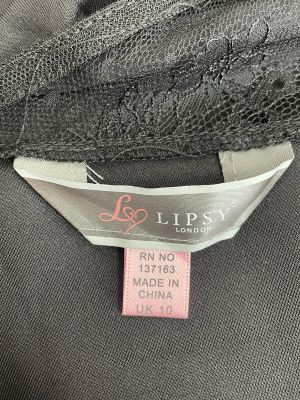 L LIPSY®
LONDON
RN NO
137163
MADE IN
CHINA
UK 10